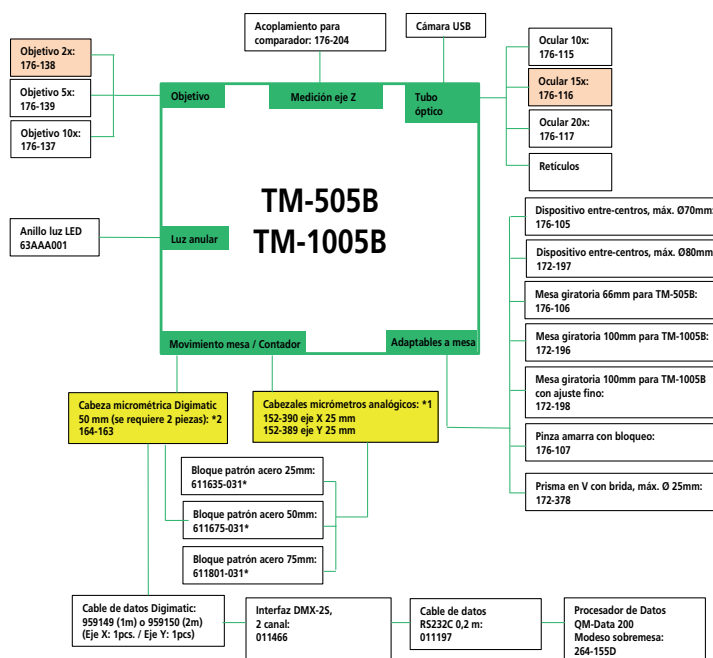 Acoplamiento para
comparador: 176-204
Cámara USB
Objetivo 2x:
176-138
Objetivo 5x:
176-139
Objetivo 10x:
176-137
Ocular 10x:
176-115
Ocular 15x:
176-116
Ocular 20x:
176-117
Retículos
Objetivo
Medición eje Z
Tubo
óptico
TM-505B
TM-1005B
Anillo luz LED
63AAA001
Luz anular
Movimiento mesa / Contador
Adaptables a mesa
Dispositivo entre-centros, máx. Ø70mm:
176-105
Dispositivo entre-centros, máx. Ø80mm:
172-197
Mesa giratoria 66mm para TM-505B:
176-106
Mesa giratoria 100mm para TM-1005B:
172-196
Mesa giratoria 100mm para TM-1005B
con ajuste fino:
172-198
Pinza amarra con bloqueo:
176-107
Prisma en V con brida, máx. Ø 25mm:
172-378
Cabeza micrométrica Digimatic
50 mm (se requiere 2 piezas): *2
164-163
Cabezales micrómetros analógicos: *1
152-390 eje X 25 mm
152-389 eje Y 25 mm
Bloque patrón acero 25mm:
611635-031*
Bloque patrón acero 50mm:
611675-031*
Bloque patrón acero 75mm:
611801-031*
Cable de datos Digimatic:
959149 (1m) o 959150 (2m)
(Eje X: 1pcs. / Eje Y: 1pcs)
Interfaz DMX-2S,
2 canal:
011466
Cable de datos
RS232C 0,2 m:
011197
Procesador de Datos
QM-Data 200
Modeso sobremesa:
264-155D